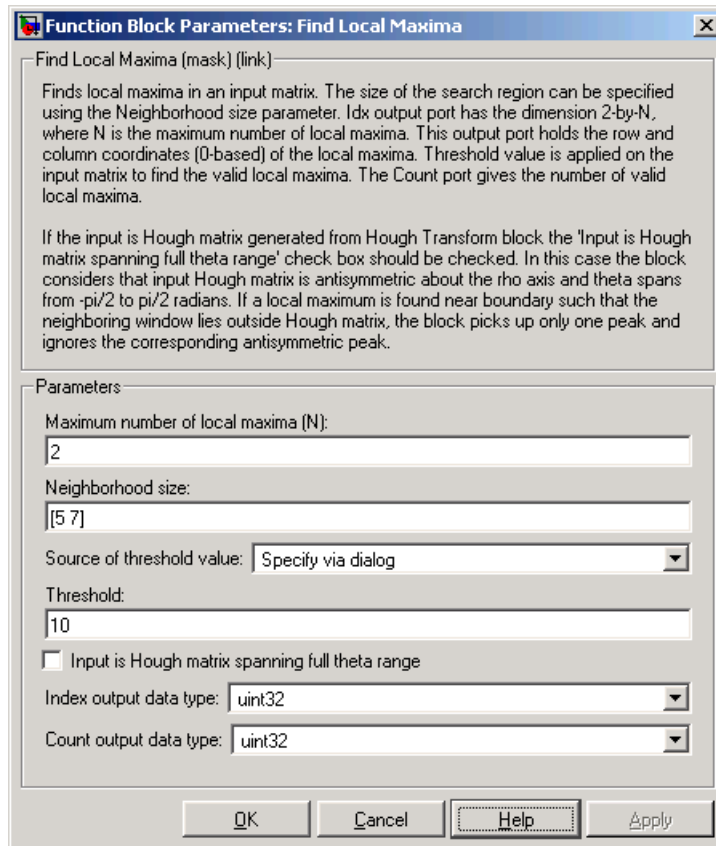 Function Block Parameters: Find Local Maxima
Find Local Maxima (mask) (link)
Finds local maxima in an input matrix. The size of the search region can be specified
using the Neighborhood size parameter. Idx output port has the dimension 2-by-N,
where N is the maximum number of local maxima. This output port holds the row and
column coordinates (0-based) of the local maxima. Threshold value is applied on the
input matrix to find the valid local maxima. The Count port gives the number of valid
local maxima.
If the input is Hough matrix generated from Hough Transform block the 'Input is Hough
matrix spanning full theta range' check box should be checked. In this case the block
considers that input Hough matrix is antisymmetric about the rho axis and theta spans
from -pi/2 to pi/2 radians. If a local maximum is found near boundary such that the
neighboring window lies outside Hough matrix, the block picks up only one peak and
ignores the corresponding antisymmetric peak.
Parameters
Maximum number of local maxima (N):
2
Neighborhood size:
[5 7]
Source of threshold value: Specify via dialog
Threshold:
10
Input is Hough matrix spanning full theta range
Index output data type: uint32
Count output data type: uint32
OK Cancel Help Apply